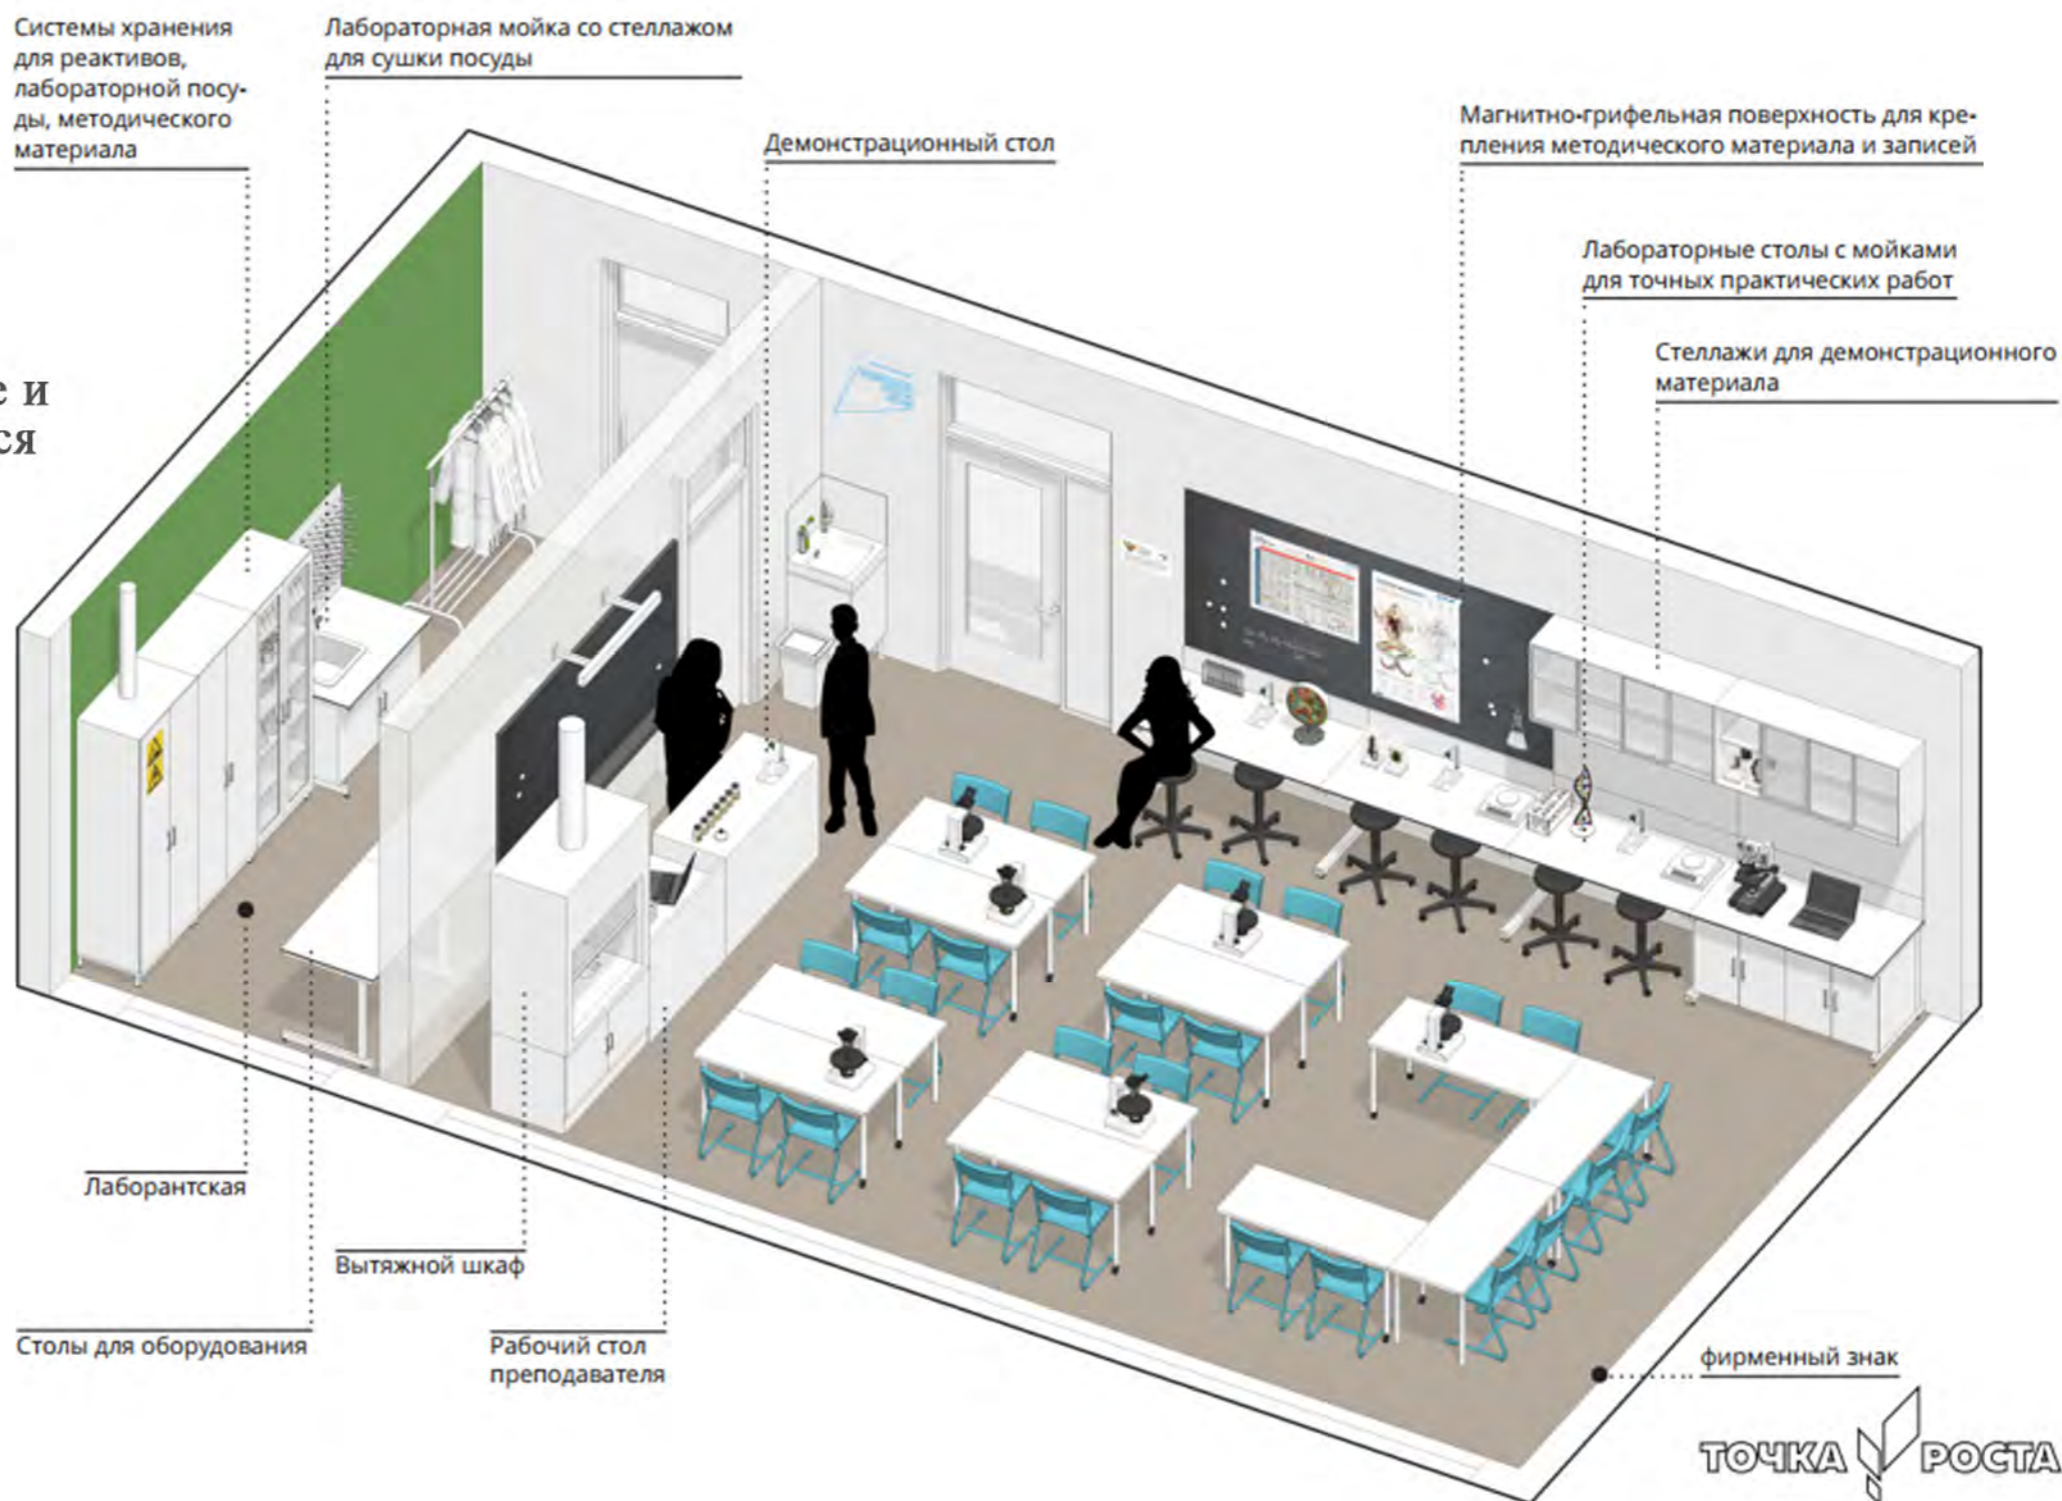 Системы хранения
для реактивов,
лабораторной посу-
ды, методического
материала
Лабораторная мойка со стеллажом
для сушки посуды
Демонстрационный стол
Магнитно-грифельная поверхность для кре-
пления методического материала и записей
Лабораторные столы с мойками
для точных практических работ
Стеллажи для демонстрационного
материала
е и
ся
Лаборантская
Вытяжной шкаф
Столы для оборудования
Рабочий стол
преподавателя
фирменный знак
ТОЧКА РОСТА